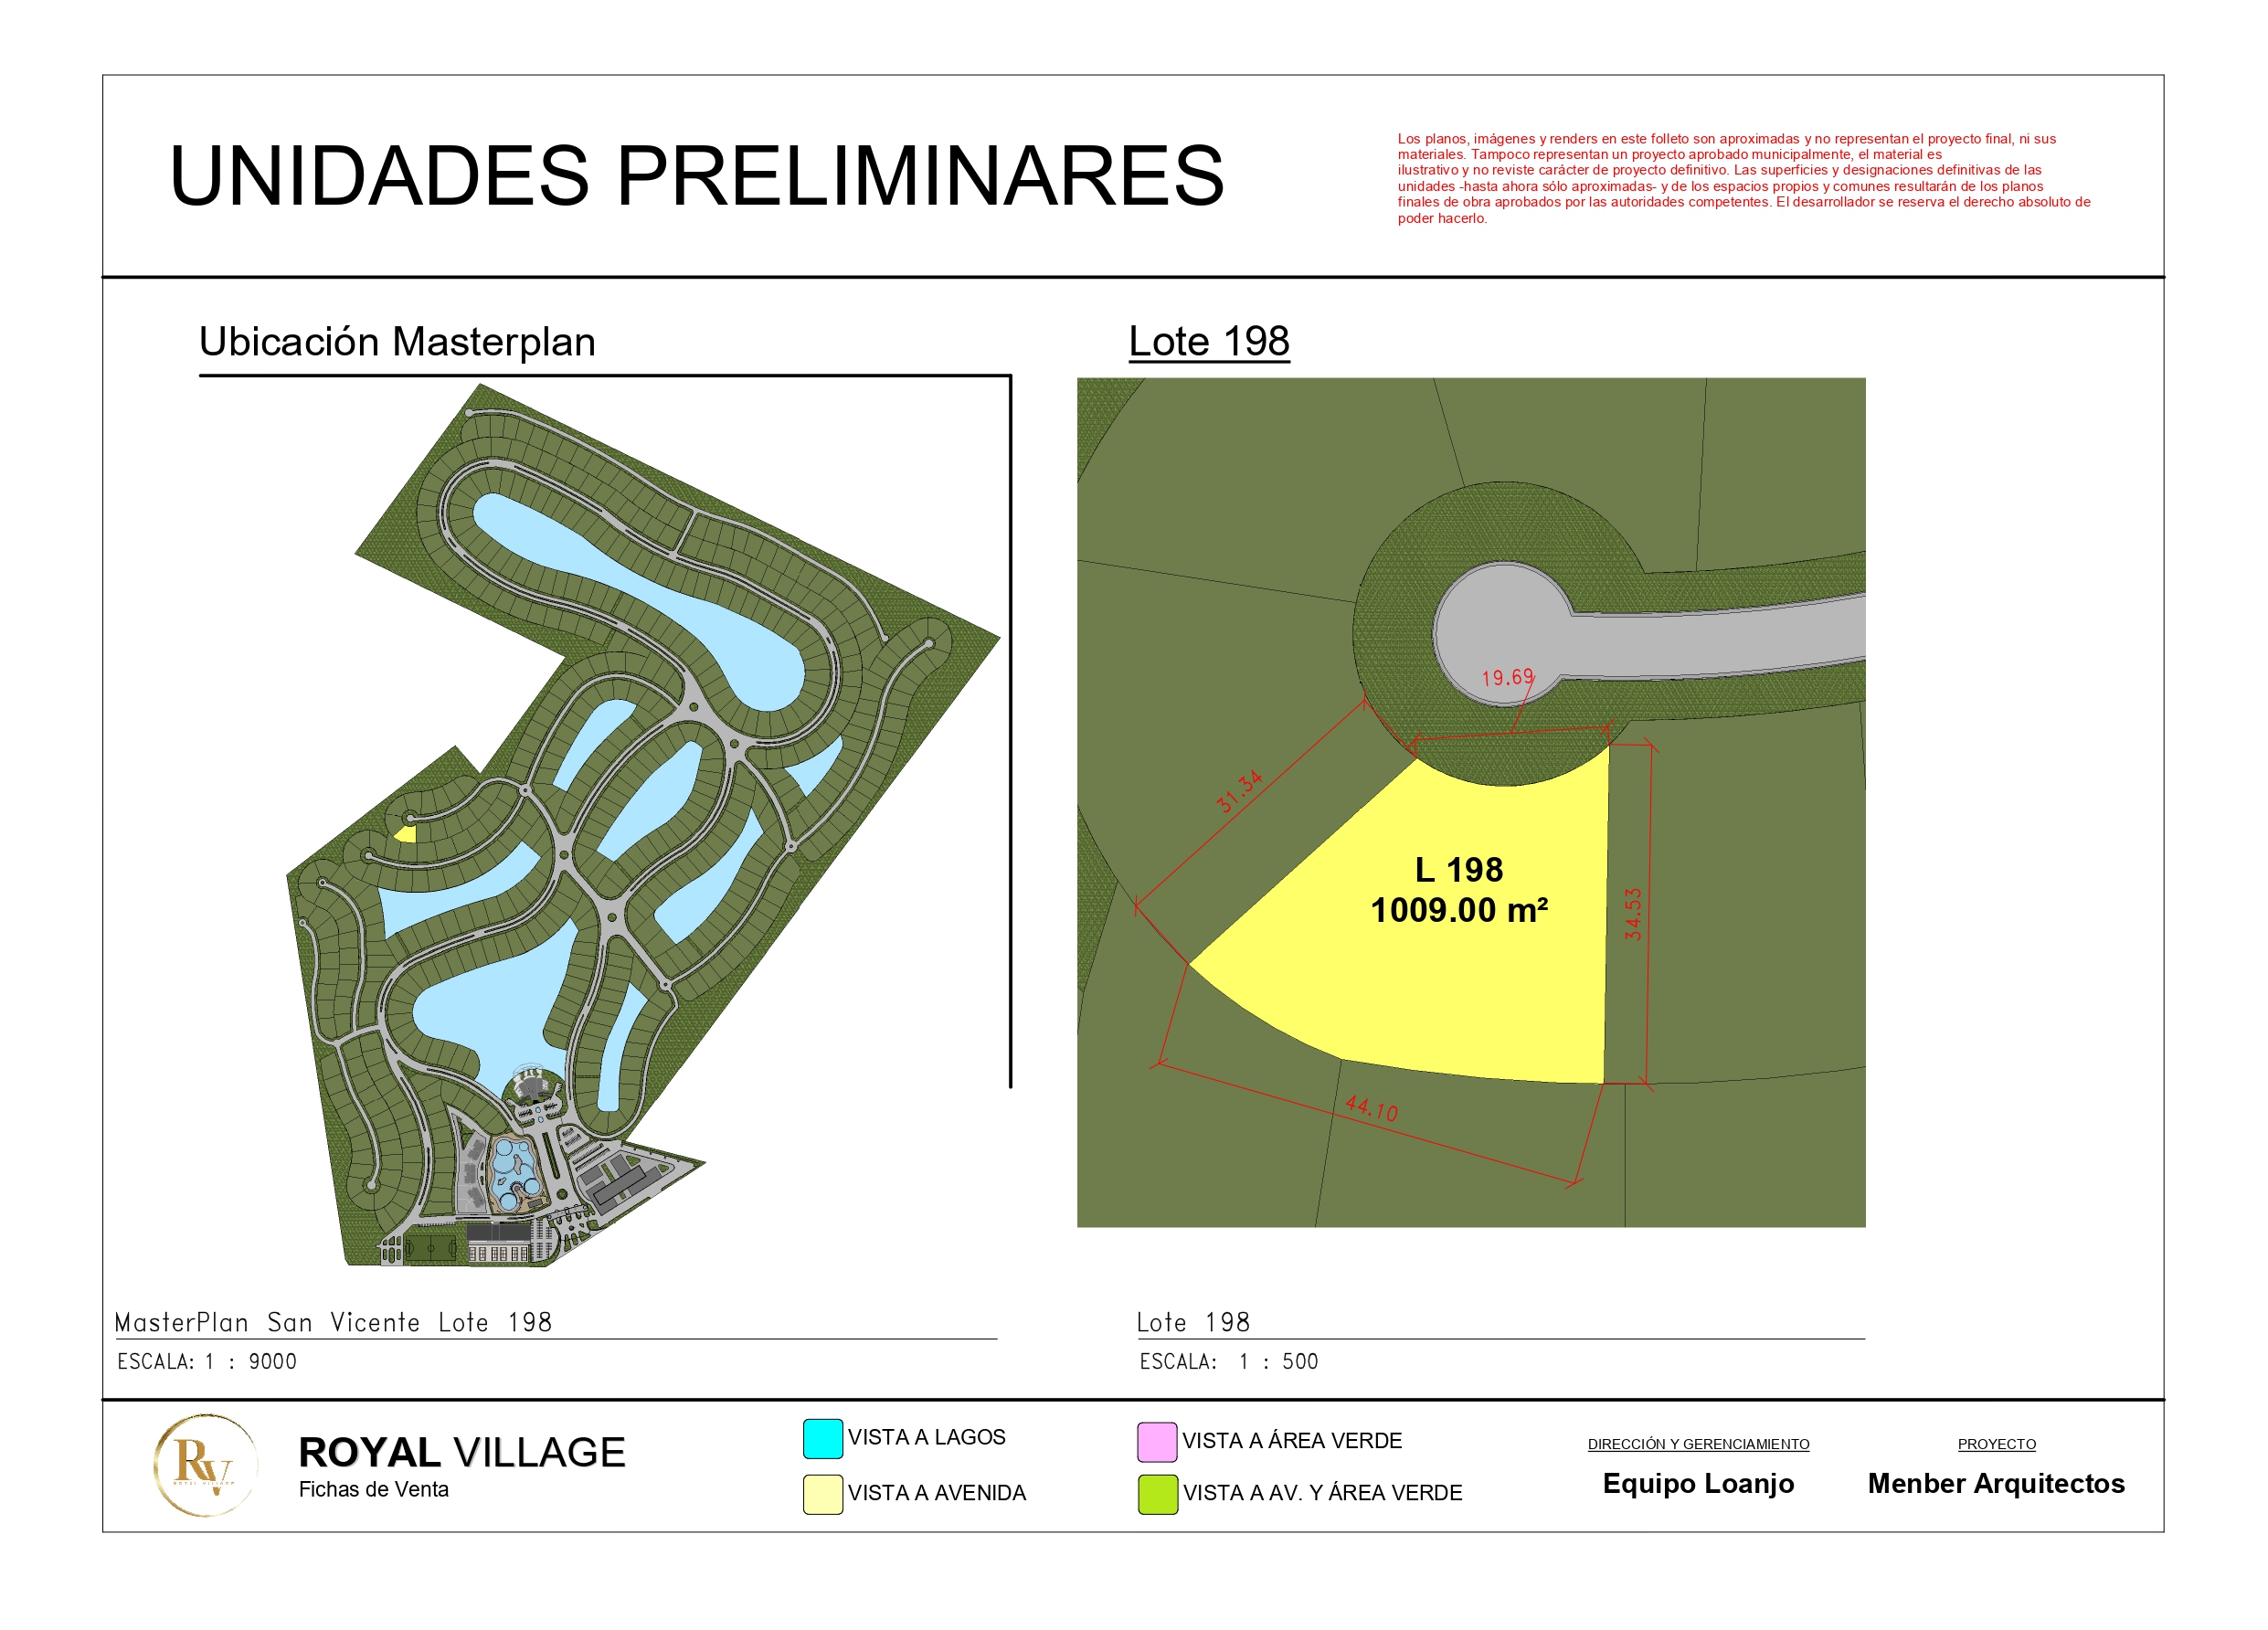 UNIDADES PRELIMINARES
Los planos, imágenes y renders en este folleto son aproximadas y no representan el proyecto final, ni sus
materiales. Tampoco representan un proyecto aprobado municipalmente, el material es
ilustrativo y no reviste carácter de proyecto definitivo. Las superficies y designaciones definitivas de las
unidades -hasta ahora sólo aproximadas- y de los espacios propios y comunes resultarán de los planos
finales de obra aprobados por las autoridades competentes. El desarrollador se reserva el derecho absoluto de
poder hacerlo.
Ubicación Masterplan
Lote 198
19.69
31.34
L 198
1009.00 m²
34.53
44.10
MasterPlan San Vicente Lote 198
ESCALA: 1 : 9000
Lote 198
ESCALA: 1 : 500
RV
ROYAL VILLAGE
ROYAL VILLAGE
Fichas de Venta
VISTA A LAGOS
VISTA A AVENIDA
VISTA A ÁREA VERDE
VISTA A AV. Y ÁREA VERDE
DIRECCIÓN Y GERENCIAMIENTO
Equipo Loanjo
PROYECTO
Menber Arquitectos